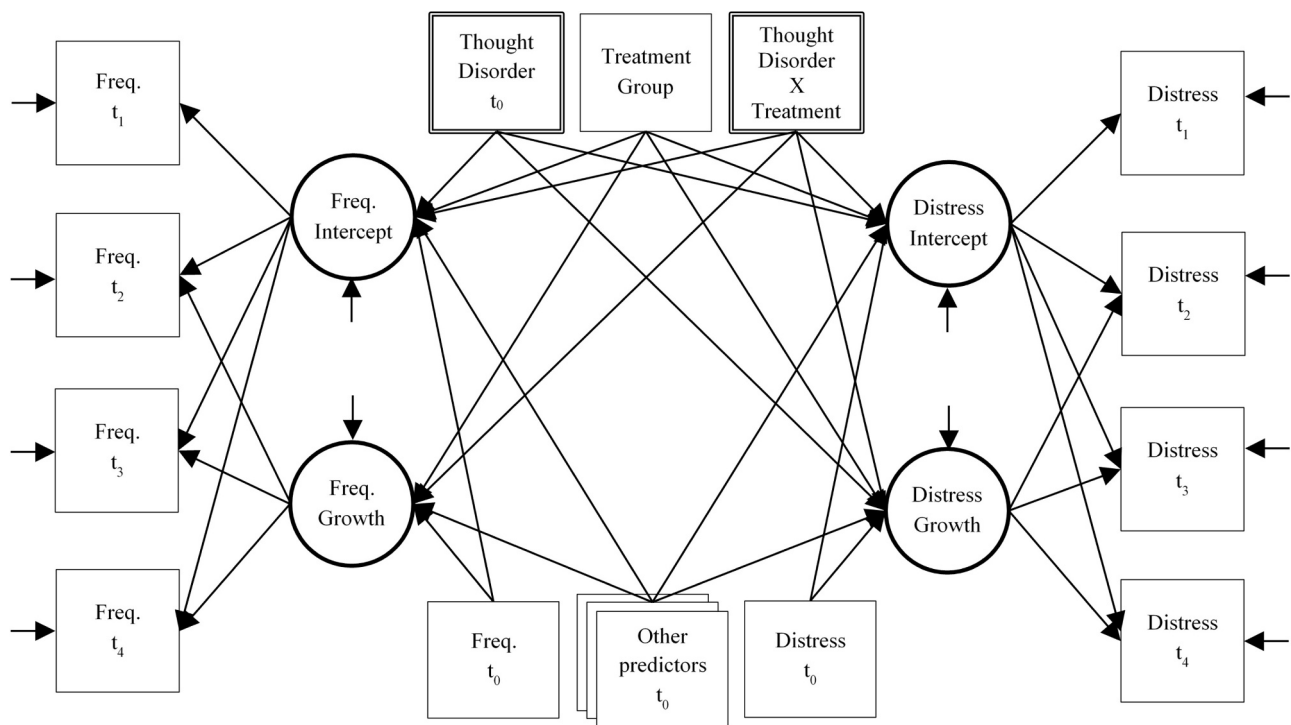 Thought
Disorder
t₀
Treatment
Group
Thought
Disorder
X
Treatment
Freq.
t₁
Distress
t₁
Freq.
Intercept
Distress
Intercept
Freq.
t₂
Distress
t₂
Freq.
t₃
Distress
t₃
Freq.
Growth
Distress
Growth
Freq.
t₄
Distress
t₄
Freq.
t₀
Other
predictors
t₀
Distress
t₀